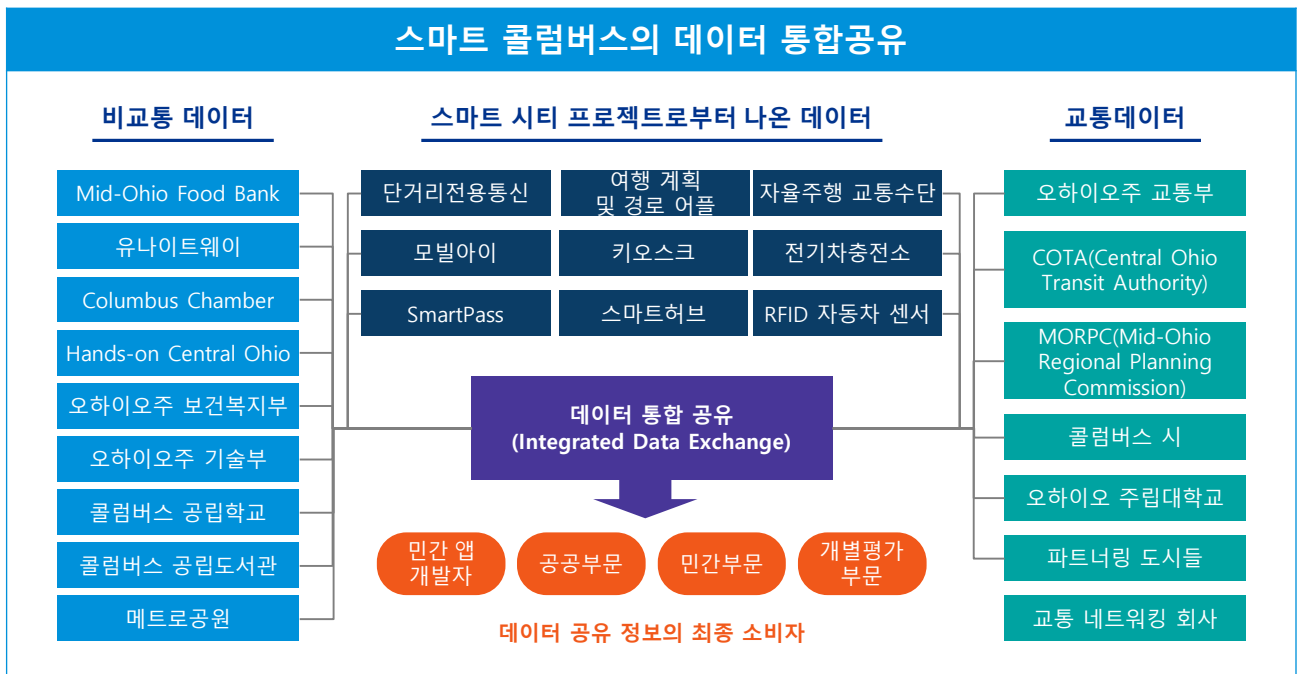 스마트 콜럼버스의 데이터 통합공유
비교통 데이터
Mid-Ohio Food Bank
유나이트웨이
Columbus Chamber
Hands-on Central Ohio
오하이오주 보건복지부
오하이오주 기술부
콜럼버스 공립학교
콜럼버스 공립도서관
메트로공원
스마트 시티 프로젝트로부터 나온 데이터
단거리전용통신
여행 계획
및 경로 어플
자율주행 교통수단
모빌아이
키오스크
전기차충전소
SmartPass
스마트허브
RFID 자동차 센서
데이터 통합 공유
(Integrated Data Exchange)
민간 앱
개발자
공공부문
민간부문
개별평가
부문
데이터 공유 정보의 최종 소비자
교통데이터
오하이오주 교통부
COTA(Central Ohio
Transit Authority)
MORPC(Mid-Ohio
Regional Planning
Commission)
콜럼버스 시
오하이오 주립대학교
파트너링 도시들
교통 네트워킹 회사